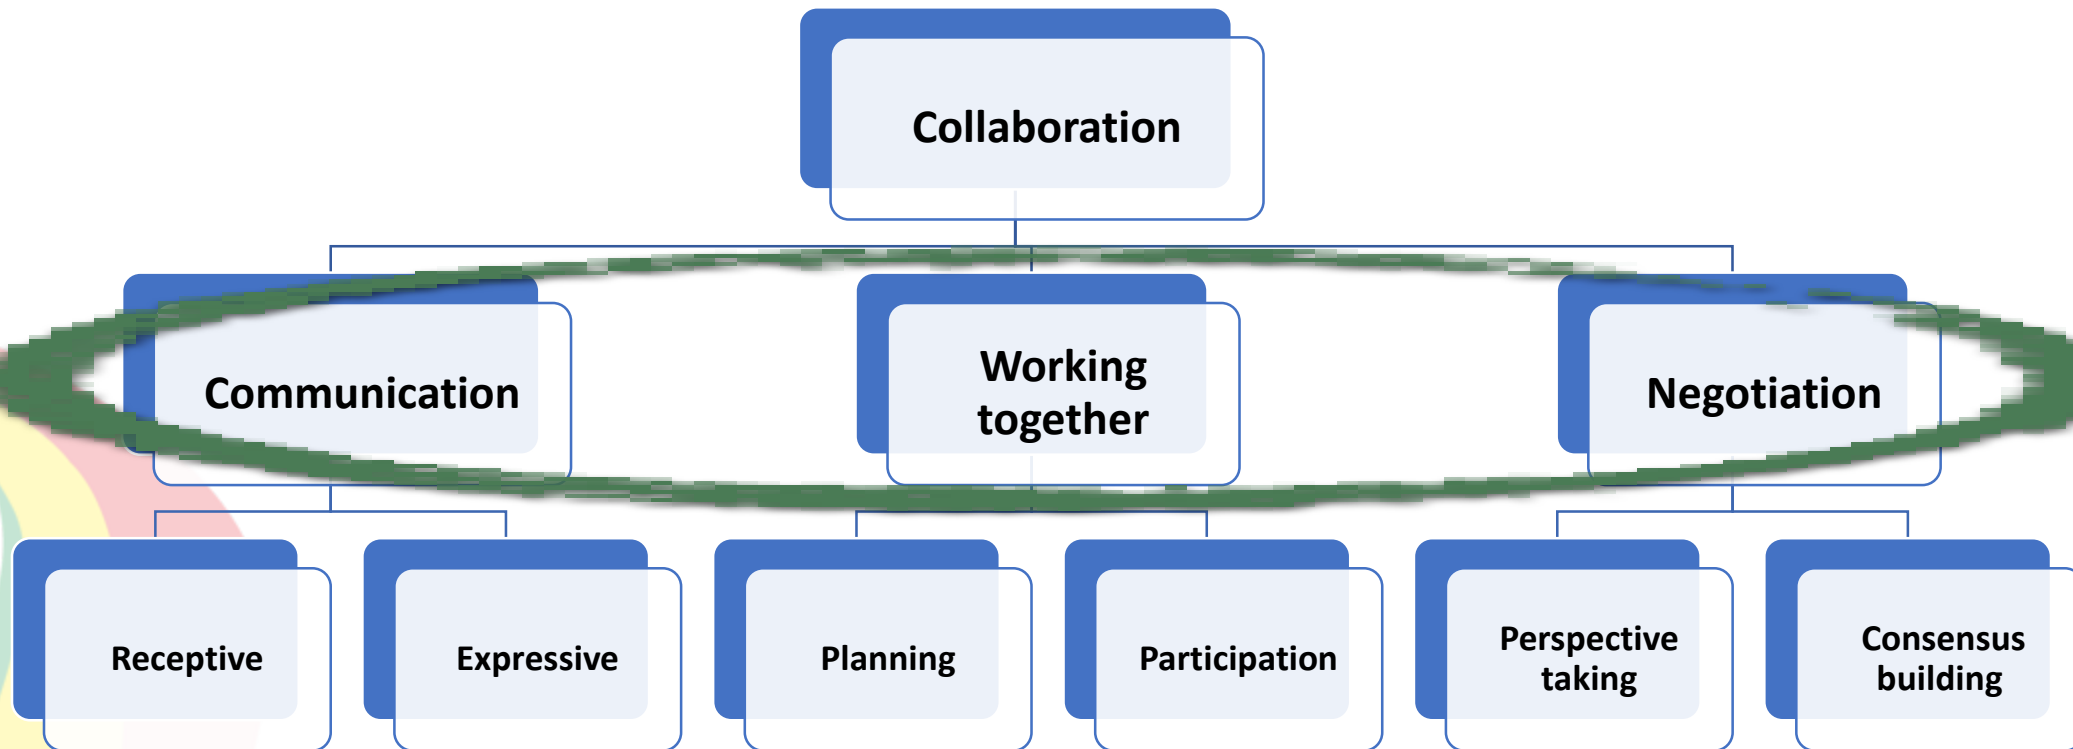 Collaboration
Communication
Working
together
Negotiation
Receptive
Expressive
Planning
Participation
Perspective
taking
Consensus
building